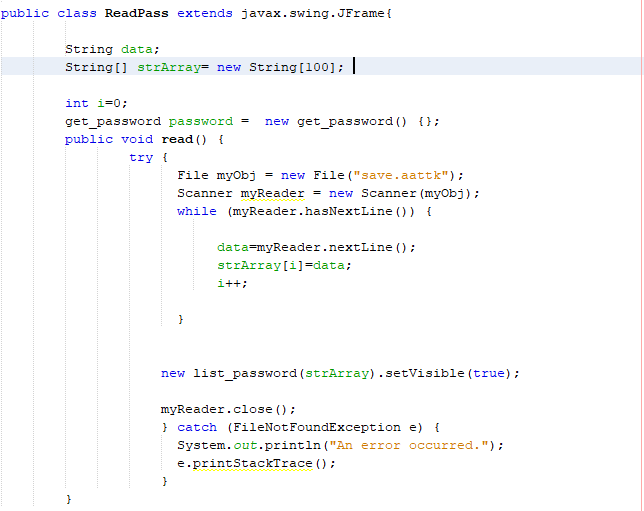 public class ReadPass extends javax.swing.JFrame{
String data;
String[] strArray= new String[100];
int i=0;
get_password password =  new get_password() {};
public void read() {
try {
File myObj = new File("save.aattk");
Scanner myReader = new Scanner(myObj);
while (myReader.hasNextLine()) {
data=myReader.nextLine();
strArray[i]=data;
i++;
}
new list_password(strArray).setVisible(true);
myReader.close();
} catch (FileNotFoundException e) {
System.out.println("An error occurred.");
e.printStackTrace();
}
}